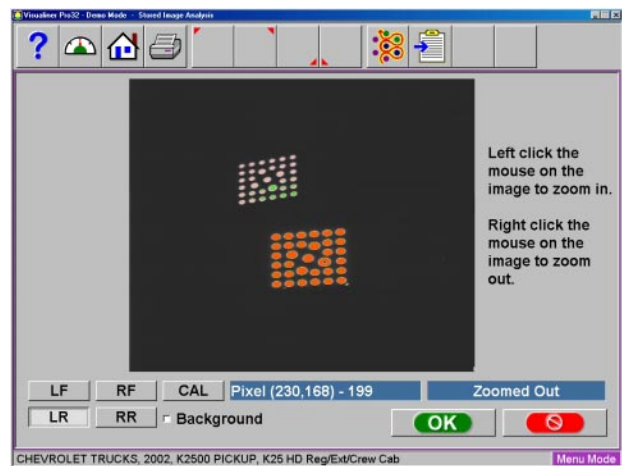 Visualiner Pro32 - Demo Mode - Stored Image Analysis
?
Left click the
mouse on the
image to zoom in.
Right click the
mouse on the
image to zoom
out.
LF RF CAL Pixel (230,168) - 199 Zoomed Out
LR RR Background OK
CHEVROLET TRUCKS, 2002, K2500 PICKUP, K25 HD Reg/Ext/Crew Cab Menu Mode